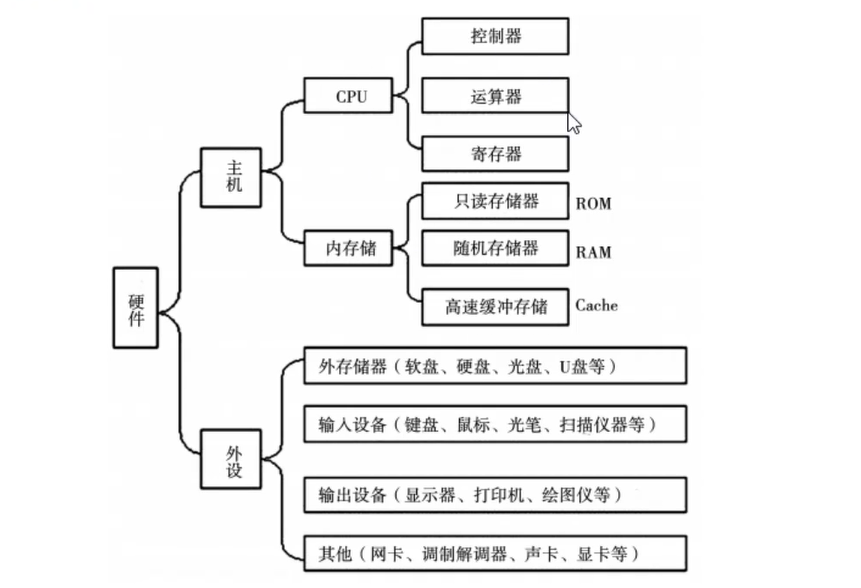 硬件
主机
CPU
控制器
运算器
寄存器
内存储
只读存储器 ROM
随机存储器 RAM
高速缓冲存储 Cache
外设
外存储器（软盘、硬盘、光盘、U盘等）
输入设备（键盘、鼠标、光笔、扫描仪器等）
输出设备（显示器、打印机、绘图仪等）
其他（网卡、调制解调器、声卡、显卡等）